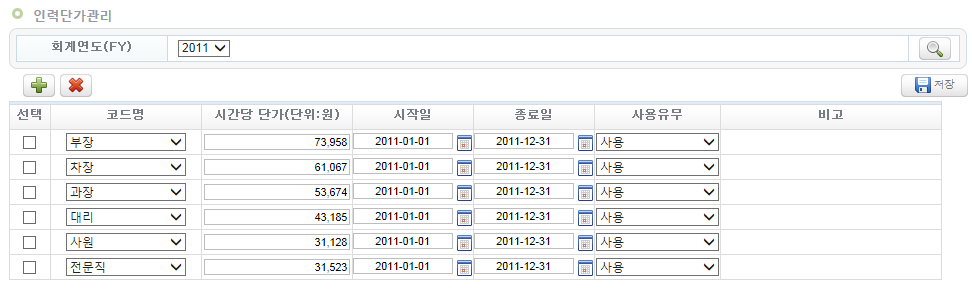 인력단가관리
회계연도(FY) 2011
저장
선택 코드명 시간당 단가(단위:원) 시작일 종료일 사용유무 비고
부장 73,958 2011-01-01 2011-12-31 사용
차장 61,067 2011-01-01 2011-12-31 사용
과장 53,674 2011-01-01 2011-12-31 사용
대리 43,185 2011-01-01 2011-12-31 사용
사원 31,128 2011-01-01 2011-12-31 사용
전문직 31,523 2011-01-01 2011-12-31 사용